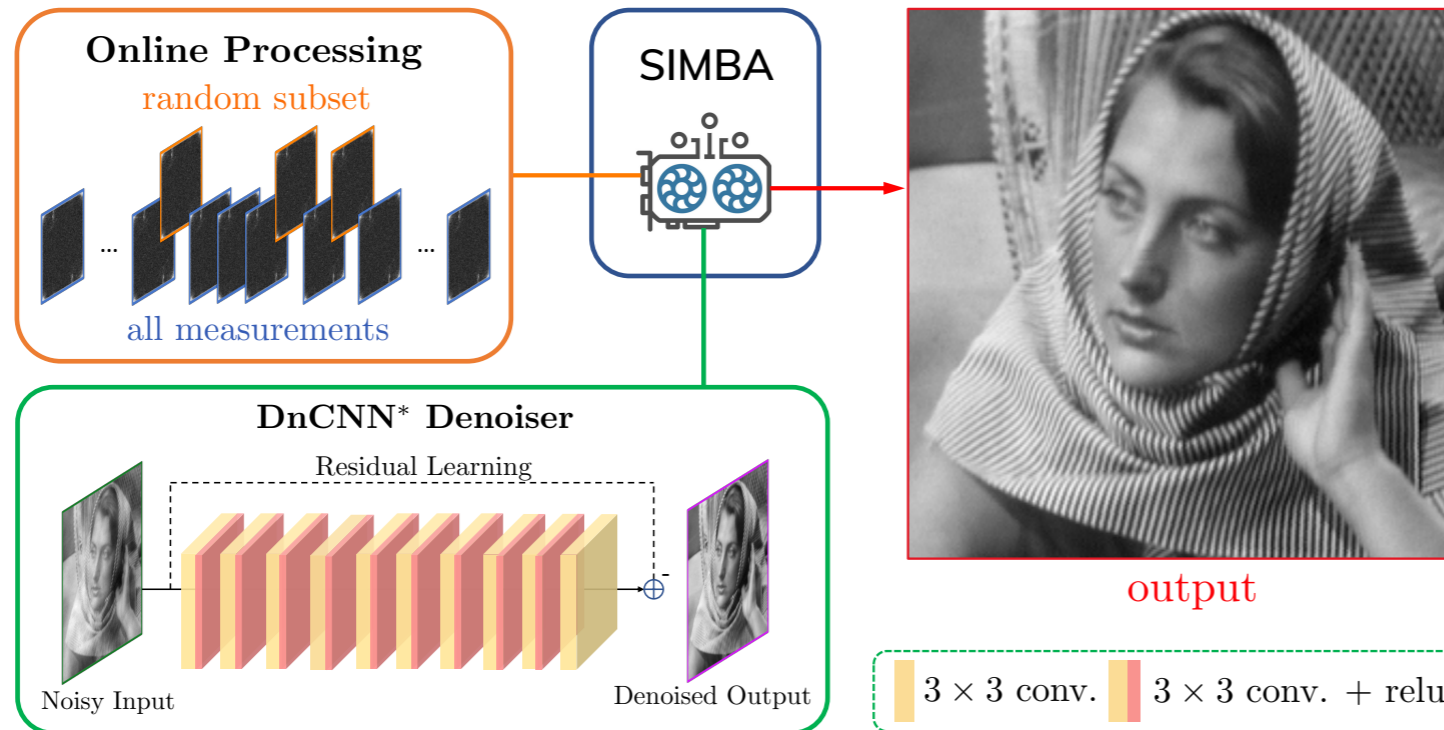 Online Processing
random subset
...
...
all measurements
SIMBA
output
DnCNN* Denoiser
Residual Learning
-
Noisy Input
Denoised Output
3 × 3 conv.
3 × 3 conv. + relu